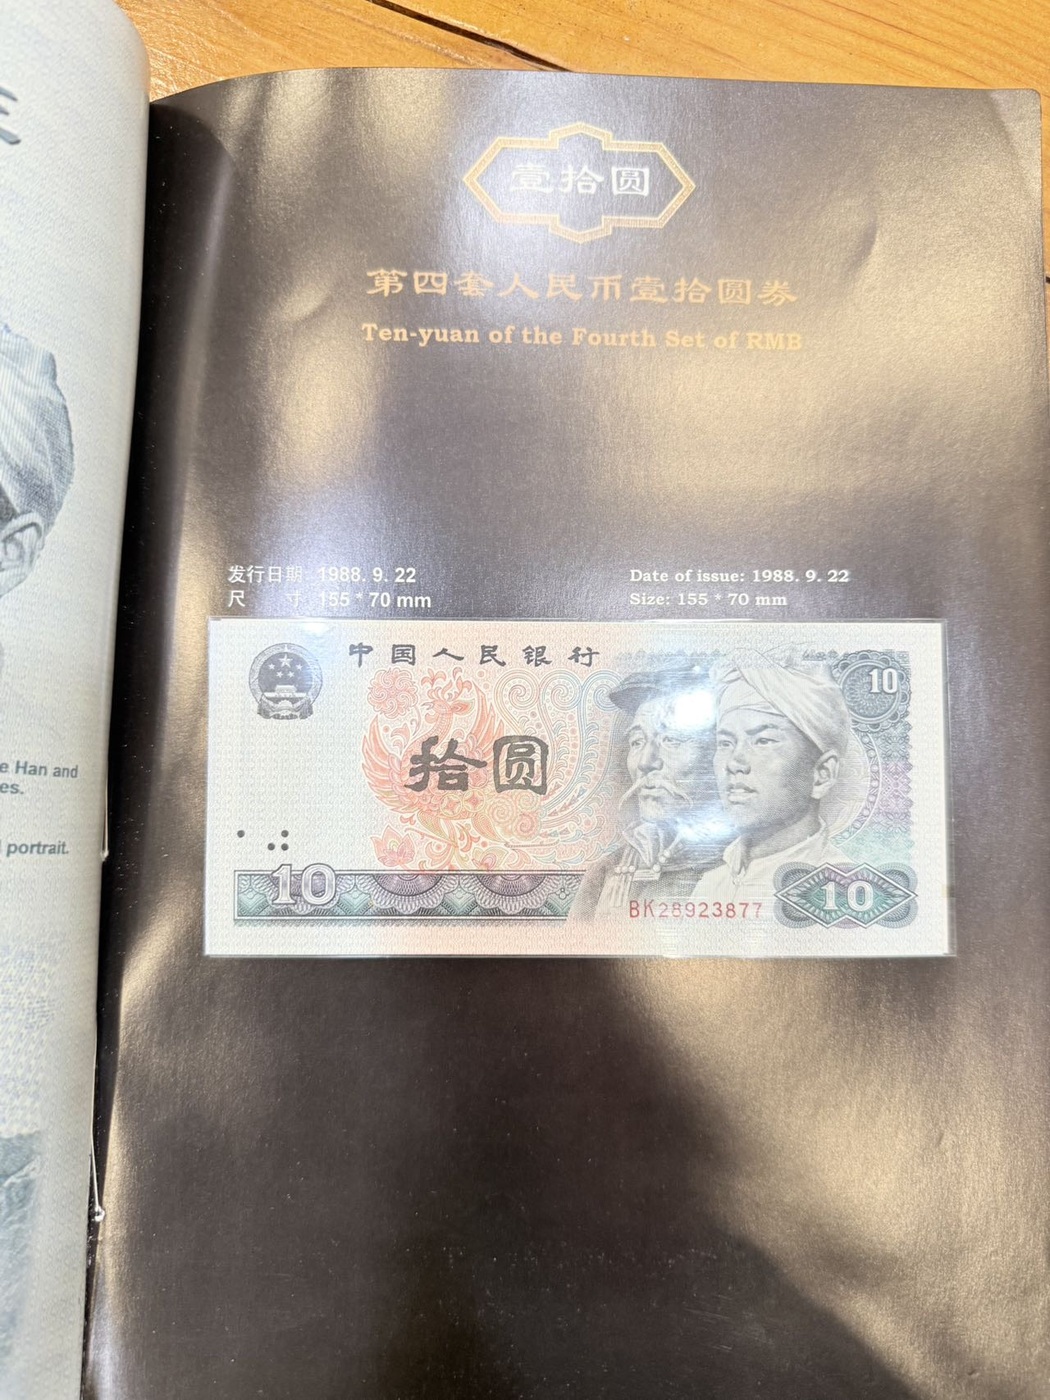 e Han and
es.
portrait.
壹拾圆
第四套人民币壹拾圆券
Ten-yuan of the Fourth Set of RMB
发行日期: 1988. 9. 22
尺 寸: 155 * 70 mm
Date of issue: 1988. 9. 22
Size: 155 * 70 mm
中国人民银行
10
拾圆
10
BK28923877
10